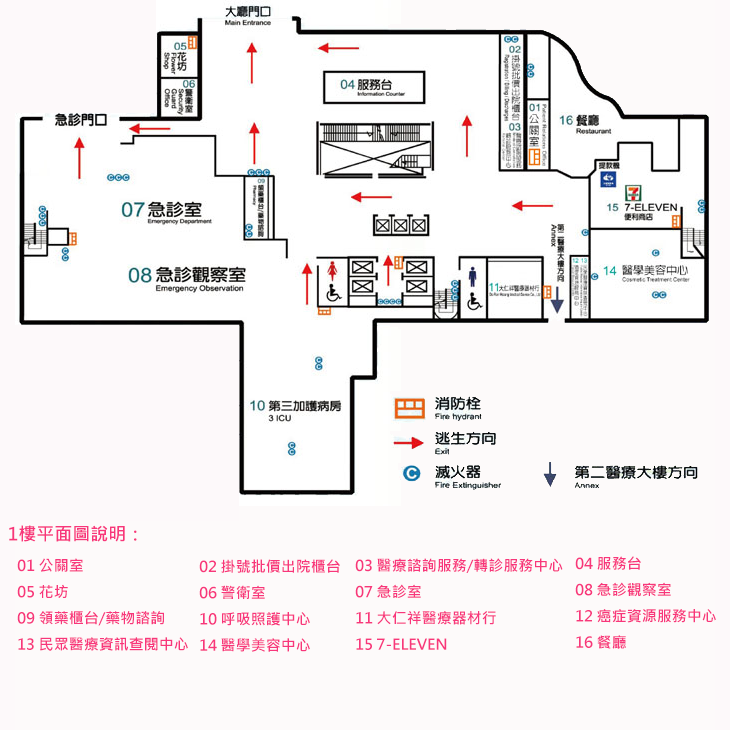 大廳門口
Main Entrance
05
花坊
Flower Shop
06
警衛室
Security Guard Office
急診門口
04 服務台
Information Counter
02
掛號批價出院櫃台
01
公關室
Public Relations Office
03
16 餐廳
Restaurant
提款機
7-ELEVEN
15 7-ELEVEN
便利商店
09
領藥櫃台/藥物諮詢
Pharmacy
07 急診室
Emergency Department
08 急診觀察室
Emergency Observation
第二醫療大樓方向
Annex
11 大仁祥醫療器材行
12 13
14 醫學美容中心
Cosmetic Treatment Center
10 第三加護病房
3 ICU
消防栓
Fire hydrant
逃生方向
Exit
C 滅火器
Fire Extinguisher
第二醫療大樓方向
Annex
1樓平面圖說明：
01 公關室 02 掛號批價出院櫃台 03 醫療諮詢服務/轉診服務中心 04 服務台
05 花坊 06 警衛室 07 急診室 08 急診觀察室
09 領藥櫃台/藥物諮詢 10 呼吸照護中心 11 大仁祥醫療器材行 12 癌症資源服務中心
13 民眾醫療資訊查閱中心 14 醫學美容中心 15 7-ELEVEN 16 餐廳